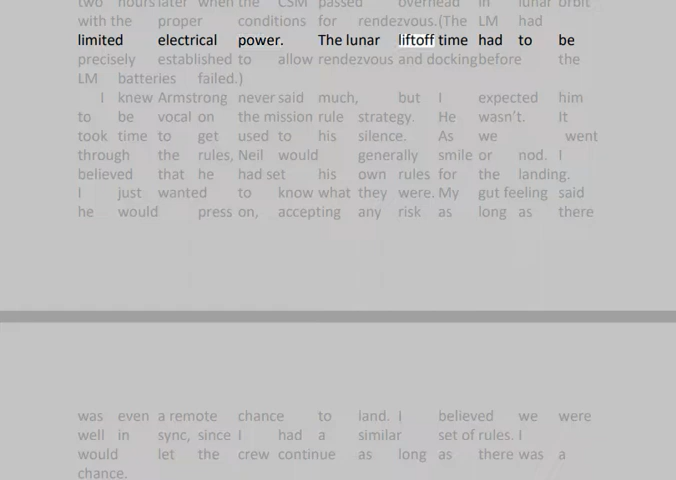 two hours later when the CSM passed overhead in lunar orbit
with the proper conditions for rendezvous.(The LM had
limited electrical power. The lunar liftoff time had to be
precisely established to allow rendezvous and docking before the
LM batteries failed.)
I knew Armstrong never said much, but I expected him
to be vocal on the mission rule strategy. He wasn’t. It
took time to get used to his silence. As we went
through the rules, Neil would generally smile or nod. I
believed that he had set his own rules for the landing.
I just wanted to know what they were. My gut feeling said
he would press on, accepting any risk as long as there
was even a remote chance to land. I believed we were
well in sync, since I had a similar set of rules. I
would let the crew continue as long as there was a
chance.